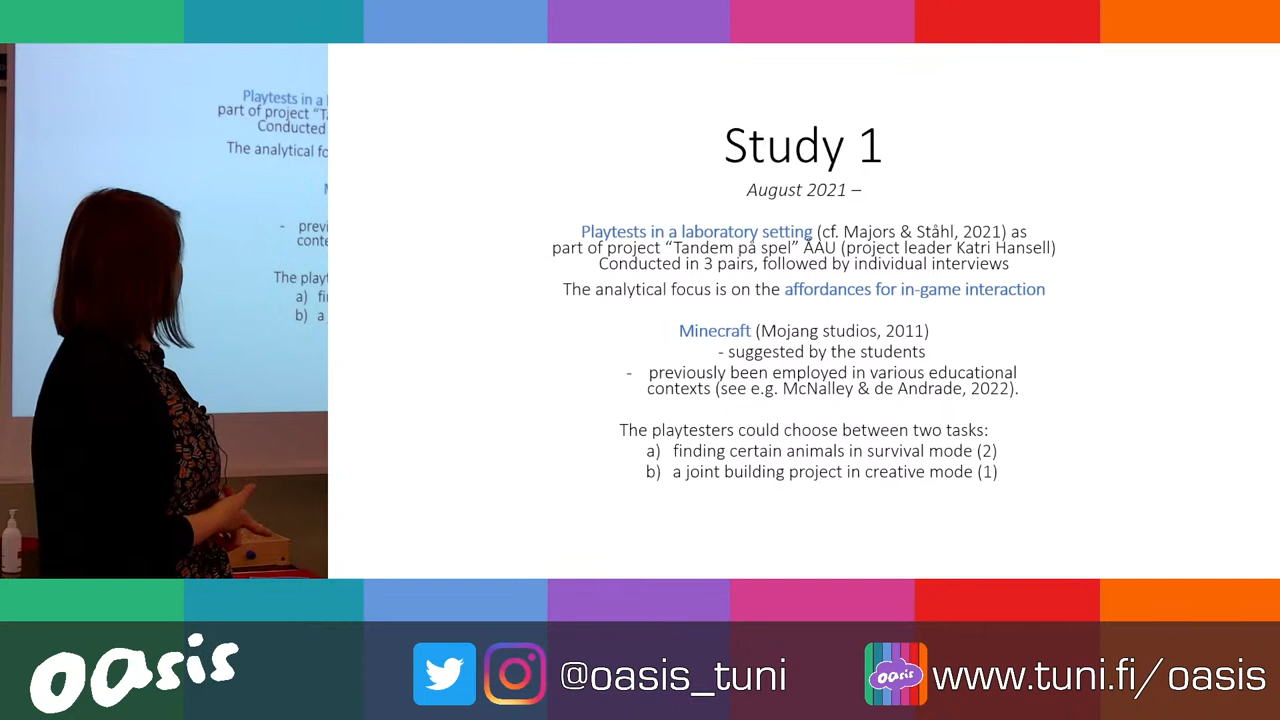 Playtests in a
part of project “T
Conducted
The analytical fo
- previ
conte
The play
a) fi
b) a
Study 1
August 2021 –
Playtests in a laboratory setting (cf. Majors & Ståhl, 2021) as
part of project “Tandem på spel” ÅAU (project leader Katri Hansell)
Conducted in 3 pairs, followed by individual interviews
The analytical focus is on the affordances for in-game interaction
Minecraft (Mojang studios, 2011)
- suggested by the students
- previously been employed in various educational
contexts (see e.g. McNalley & de Andrade, 2022).
The playtesters could choose between two tasks:
a) finding certain animals in survival mode (2)
b) a joint building project in creative mode (1)
oasis
@oasis_tuni
oasis
www.tuni.fi/oasis